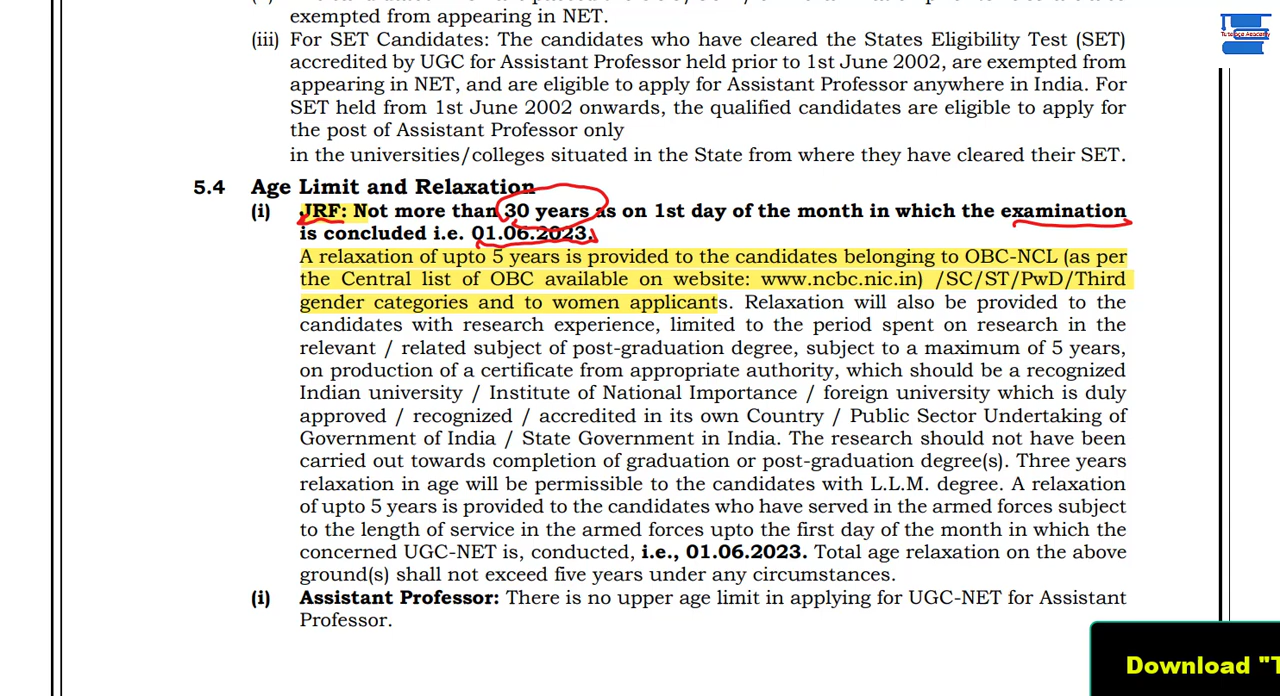 exempted from appearing in NET.
(iii) For SET Candidates: The candidates who have cleared the States Eligibility Test (SET)
accredited by UGC for Assistant Professor held prior to 1st June 2002, are exempted from
appearing in NET, and are eligible to apply for Assistant Professor anywhere in India. For
SET held from 1st June 2002 onwards, the qualified candidates are eligible to apply for
the post of Assistant Professor only
in the universities/colleges situated in the State from where they have cleared their SET.
5.4 Age Limit and Relaxation
(i) JRF: Not more than 30 years as on 1st day of the month in which the examination
is concluded i.e. 01.06.2023.
A relaxation of upto 5 years is provided to the candidates belonging to OBC-NCL (as per
the Central list of OBC available on website: www.ncbc.nic.in) /SC/ST/PwD/Third
gender categories and to women applicants. Relaxation will also be provided to the
candidates with research experience, limited to the period spent on research in the
relevant / related subject of post-graduation degree, subject to a maximum of 5 years,
on production of a certificate from appropriate authority, which should be a recognized
Indian university / Institute of National Importance / foreign university which is duly
approved / recognized / accredited in its own Country / Public Sector Undertaking of
Government of India / State Government in India. The research should not have been
carried out towards completion of graduation or post-graduation degree(s). Three years
relaxation in age will be permissible to the candidates with L.L.M. degree. A relaxation
of upto 5 years is provided to the candidates who have served in the armed forces subject
to the length of service in the armed forces upto the first day of the month in which the
concerned UGC-NET is, conducted, i.e., 01.06.2023. Total age relaxation on the above
ground(s) shall not exceed five years under any circumstances.
(i) Assistant Professor: There is no upper age limit in applying for UGC-NET for Assistant
Professor.
Download "T